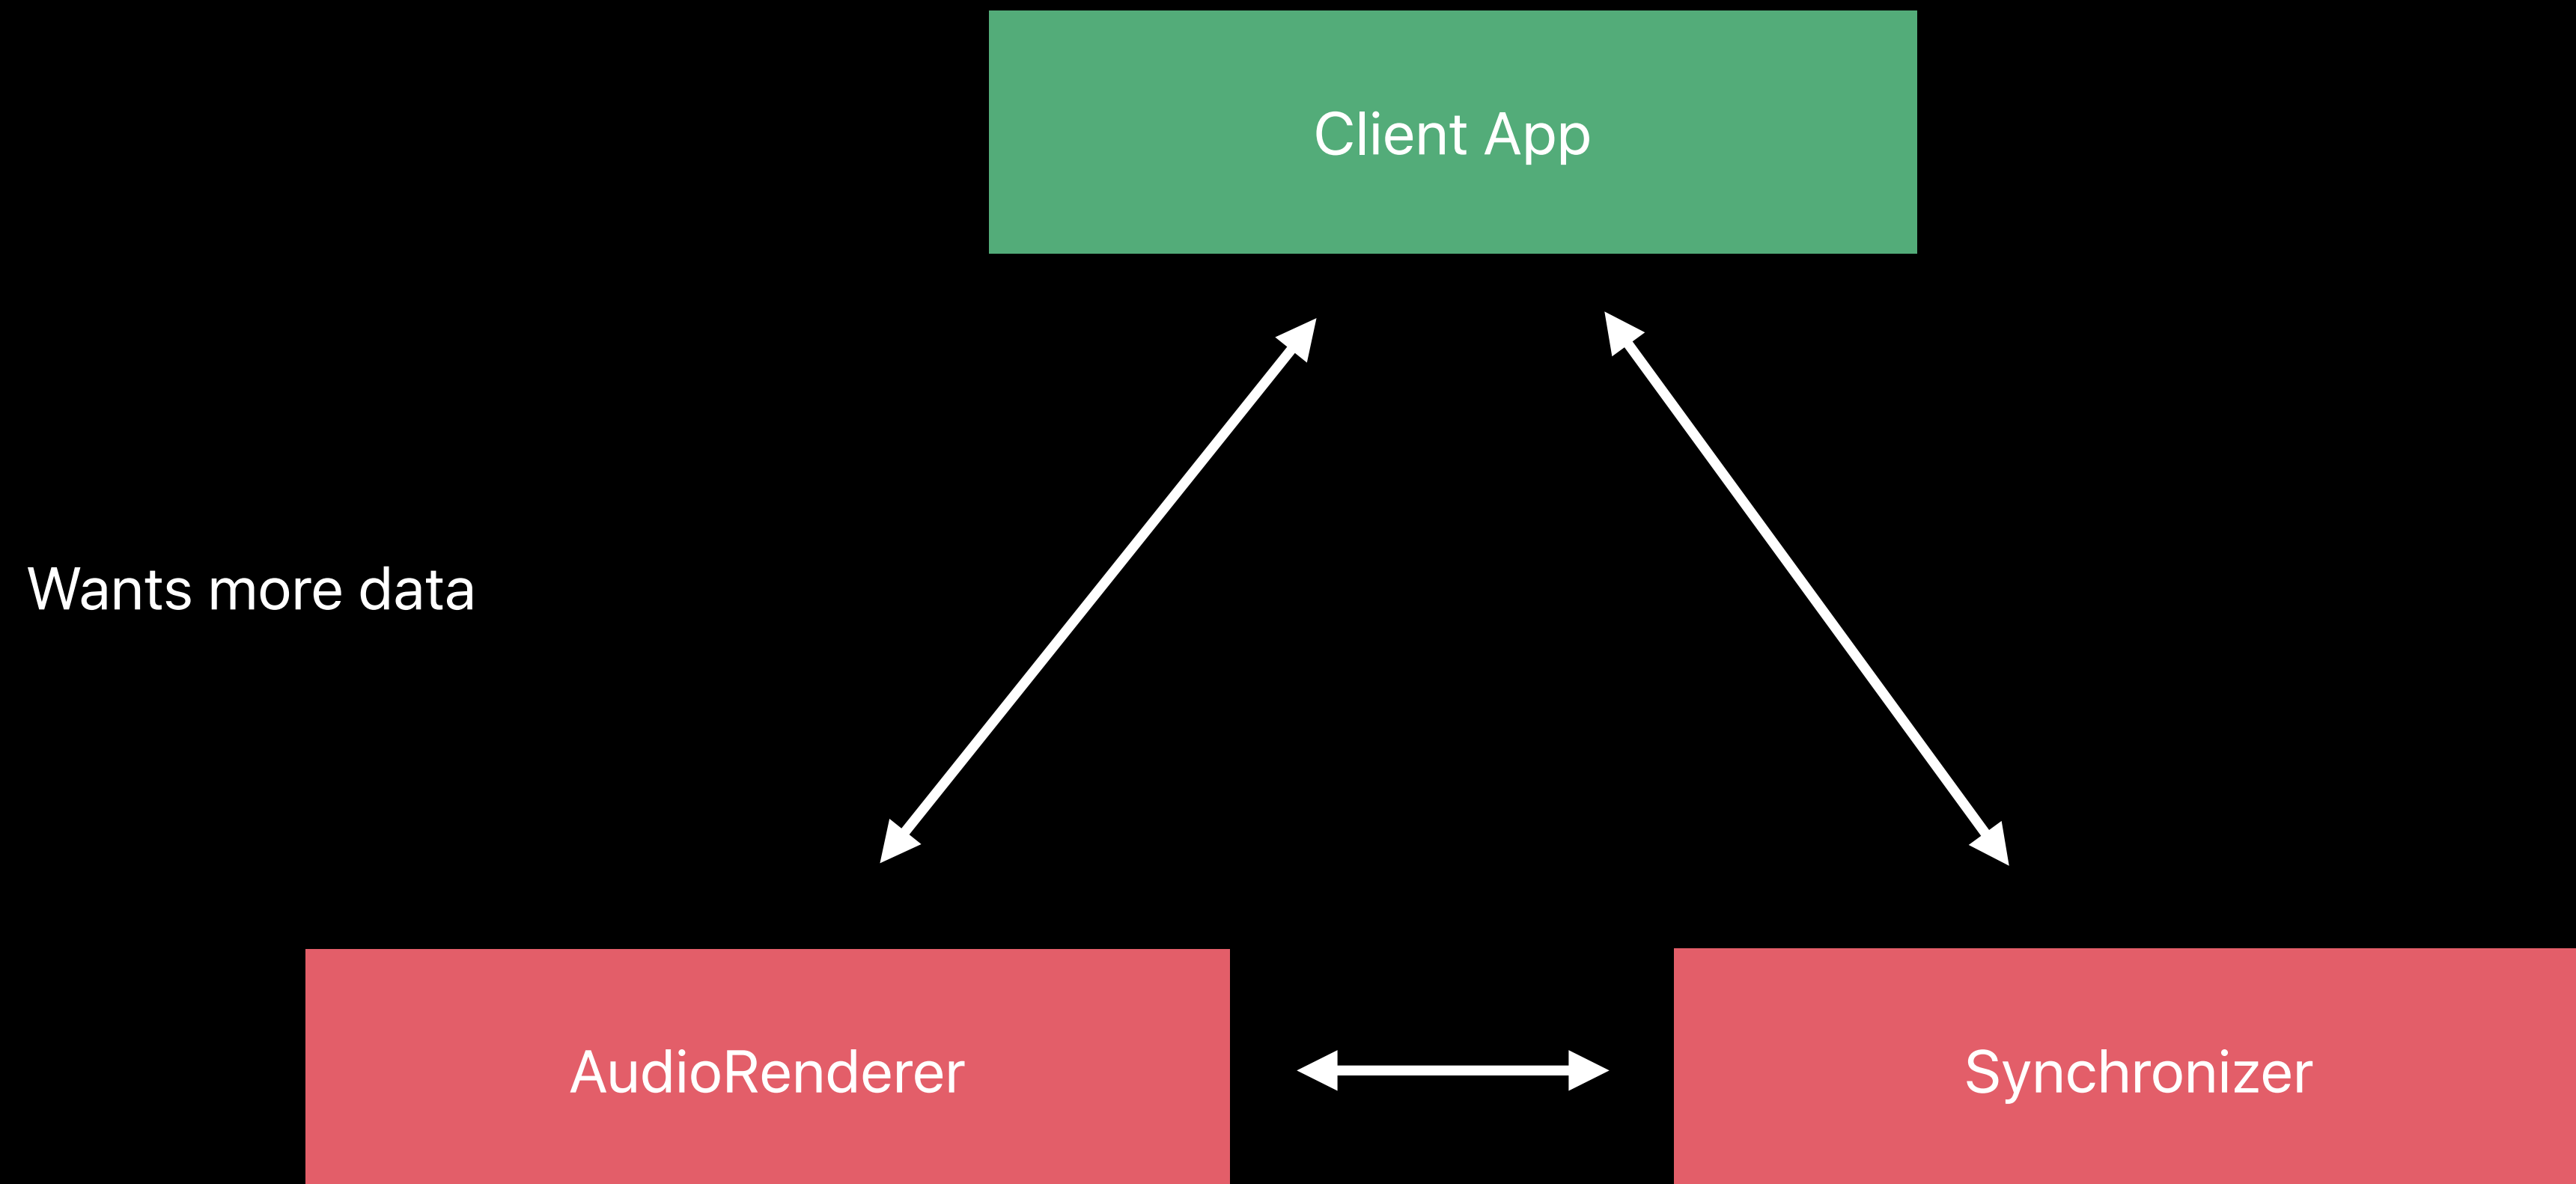 Client App
Wants more data
AudioRenderer
Synchronizer